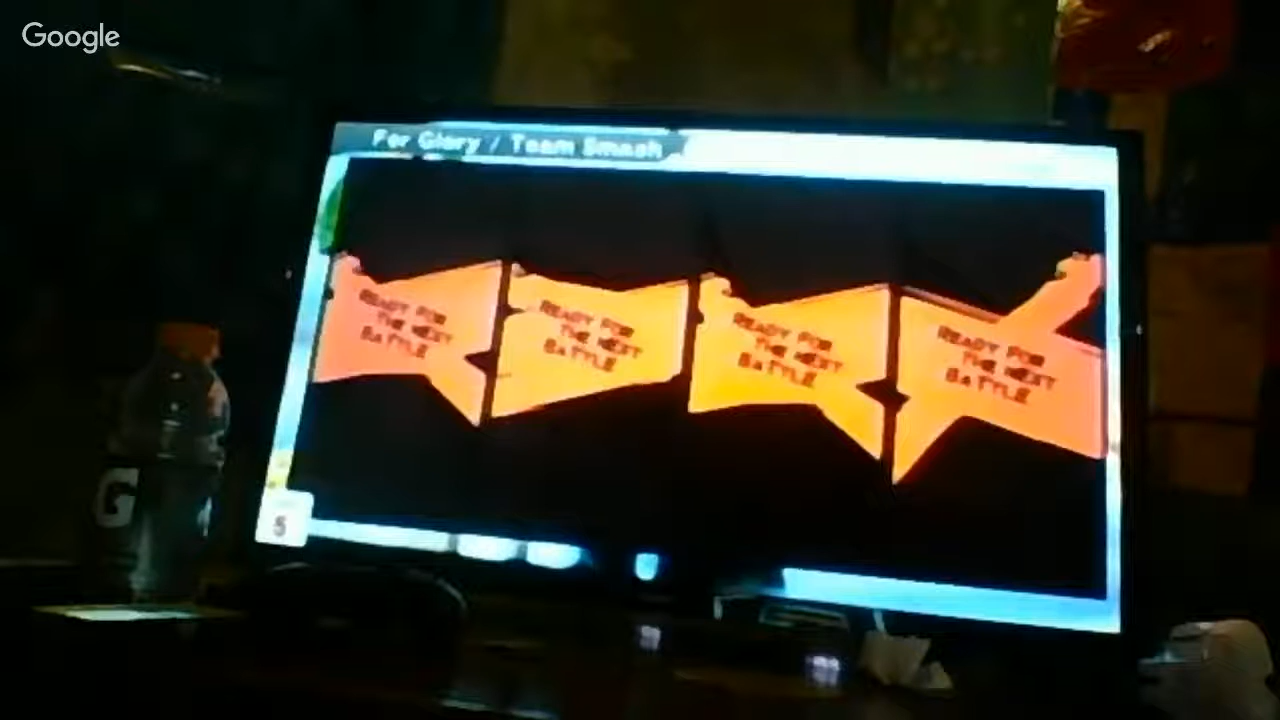 Google
For Glory / Team Smash
READY FOR
THE NEXT
BATTLE
READY FOR
THE NEXT
BATTLE
READY FOR
THE NEXT
BATTLE
READY FOR
THE NEXT
BATTLE
G
5